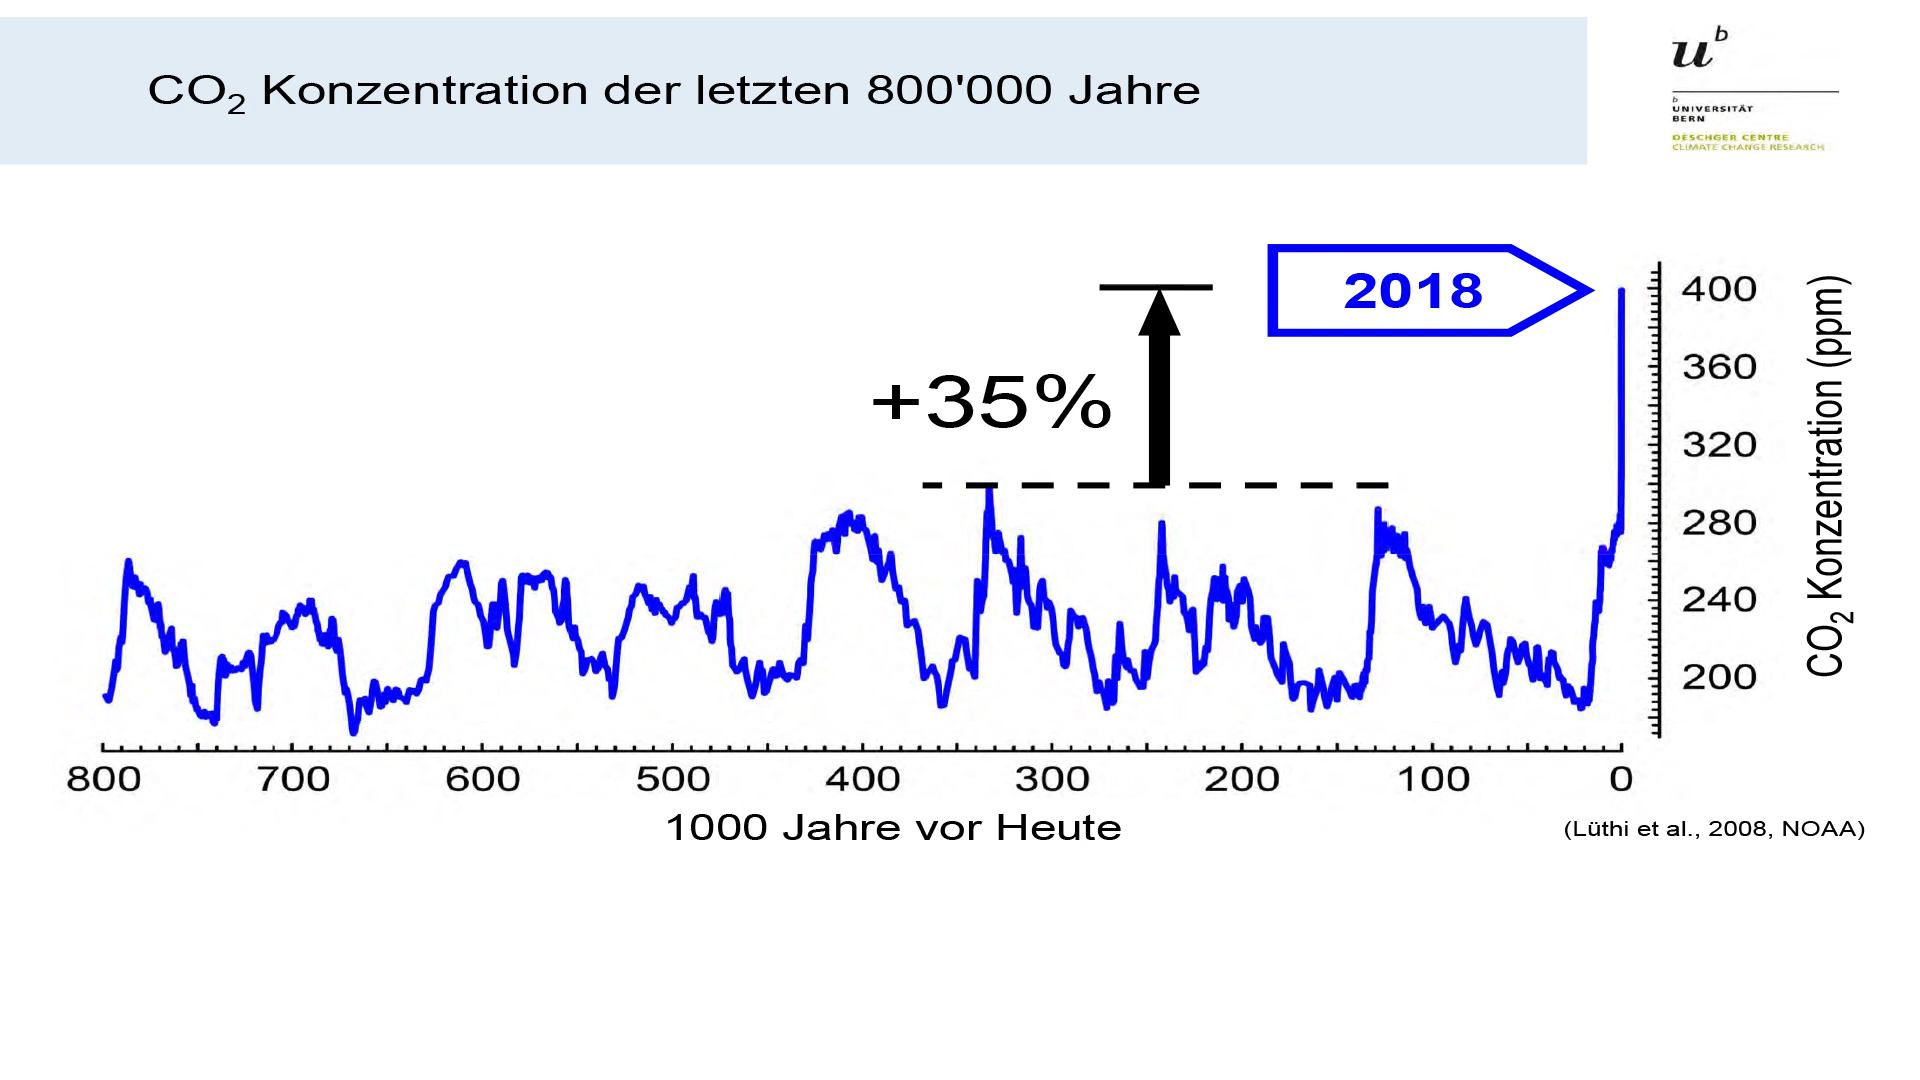 CO₂ Konzentration der letzten 800'000 Jahre
u b
b
UNIVERSITÄT
BERN
OESCHGER CENTRE
CLIMATE CHANGE RESEARCH
2018
+35%
400
360
320
280
240
200
CO₂ Konzentration (ppm)
800 700 600 500 400 300 200 100 0
1000 Jahre vor Heute
(Lüthi et al., 2008, NOAA)